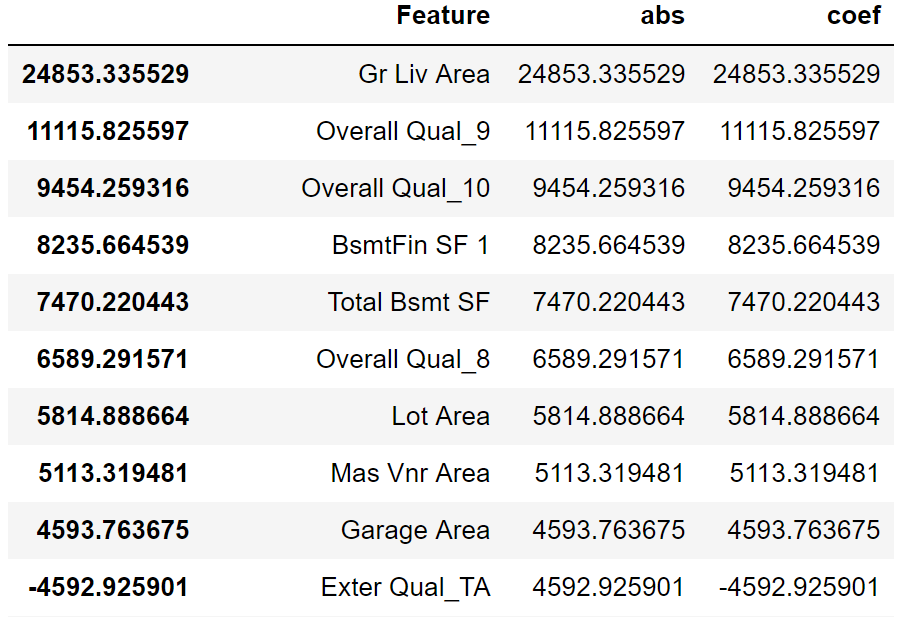 Feature abs coef
24853.335529 Gr Liv Area 24853.335529 24853.335529
11115.825597 Overall Qual_9 11115.825597 11115.825597
9454.259316 Overall Qual_10 9454.259316 9454.259316
8235.664539 BsmtFin SF 1 8235.664539 8235.664539
7470.220443 Total Bsmt SF 7470.220443 7470.220443
6589.291571 Overall Qual_8 6589.291571 6589.291571
5814.888664 Lot Area 5814.888664 5814.888664
5113.319481 Mas Vnr Area 5113.319481 5113.319481
4593.763675 Garage Area 4593.763675 4593.763675
-4592.925901 Exter Qual_TA 4592.925901 -4592.925901